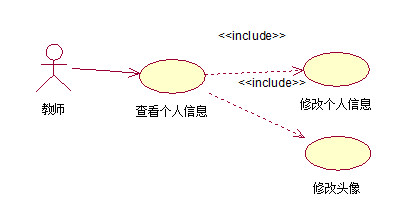 <<include>>
<<include>>
教师
查看个人信息
修改个人信息
修改头像